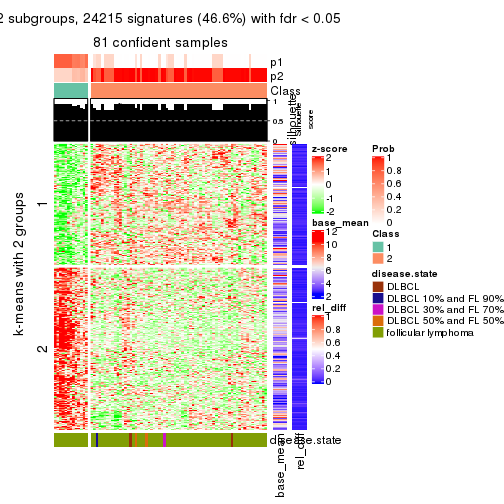 2 subgroups, 24215 signatures (46.6%) with fdr < 0.05
81 confident samples
p1
p2
Class
1
0.5
0
silhouette
silhouette
score
k-means with 2 groups
1
2
z-score
2
1
0
-1
-2
base_mean
12
10
8
6
4
2
rel_diff
1
0.8
0.6
0.4
0.2
0
Prob
1
0.8
0.6
0.4
0.2
0
Class
1
2
disease.state
DLBCL
DLBCL 10% and FL 90%
DLBCL 30% and FL 70%
DLBCL 50% and FL 50%
follicular lymphoma
disease.state
base_mean
rel_diff